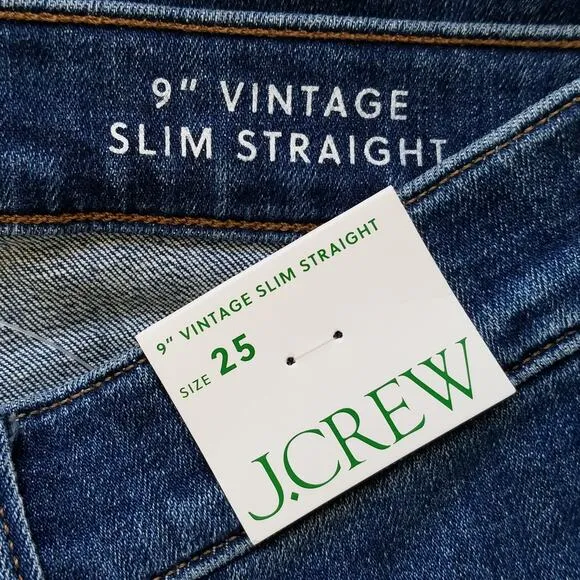 9" VINTAGE
SLIM STRAIGHT
9" VINTAGE SLIM STRAIGHT
SIZE 25
J.CREW